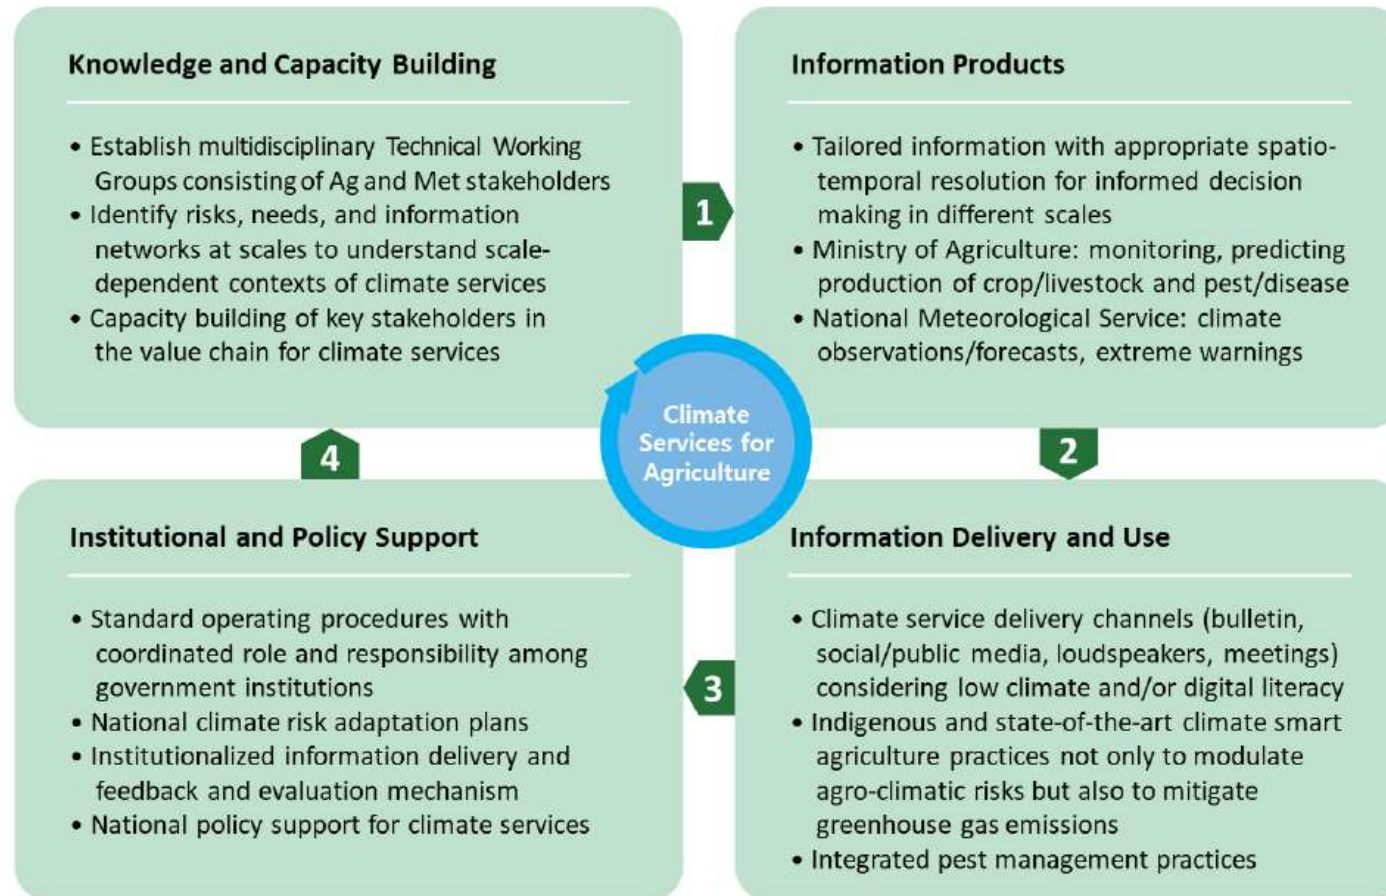 Knowledge and Capacity Building
• Establish multidisciplinary Technical Working
Groups consisting of Ag and Met stakeholders
• Identify risks, needs, and information
networks at scales to understand scale-
dependent contexts of climate services
• Capacity building of key stakeholders in
the value chain for climate services
1
Information Products
• Tailored information with appropriate spatio-
temporal resolution for informed decision
making in different scales
• Ministry of Agriculture: monitoring, predicting
production of crop/livestock and pest/disease
• National Meteorological Service: climate
observations/forecasts, extreme warnings
Climate
Services for
Agriculture
2
Information Delivery and Use
• Climate service delivery channels (bulletin,
social/public media, loudspeakers, meetings)
considering low climate and/or digital literacy
• Indigenous and state-of-the-art climate smart
agriculture practices not only to modulate
agro-climatic risks but also to mitigate
greenhouse gas emissions
• Integrated pest management practices
3
Institutional and Policy Support
• Standard operating procedures with
coordinated role and responsibility among
government institutions
• National climate risk adaptation plans
• Institutionalized information delivery and
feedback and evaluation mechanism
• National policy support for climate services
4